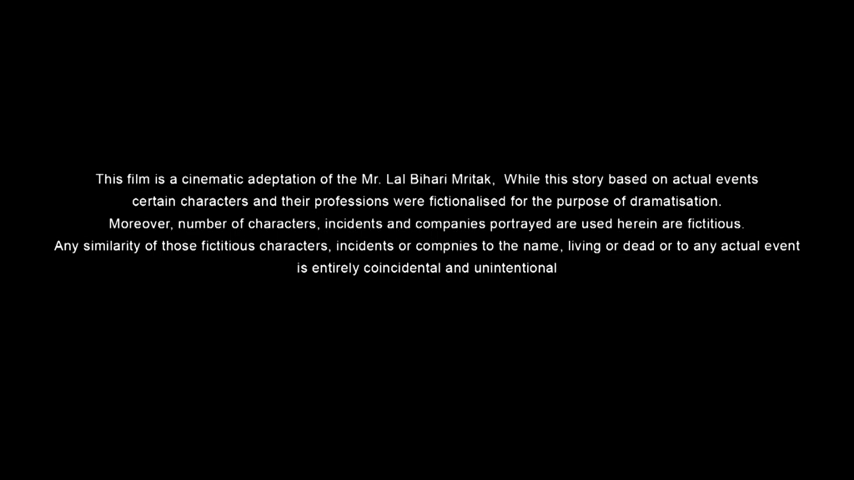 This film is a cinematic adeptation of the Mr. Lal Bihari Mritak,  While this story based on actual events
certain characters and their professions were fictionalised for the purpose of dramatisation.
Moreover, number of characters, incidents and companies portrayed are used herein are fictitious.
Any similarity of those fictitious characters, incidents or compnies to the name, living or dead or to any actual event
is entirely coincidental and unintentional